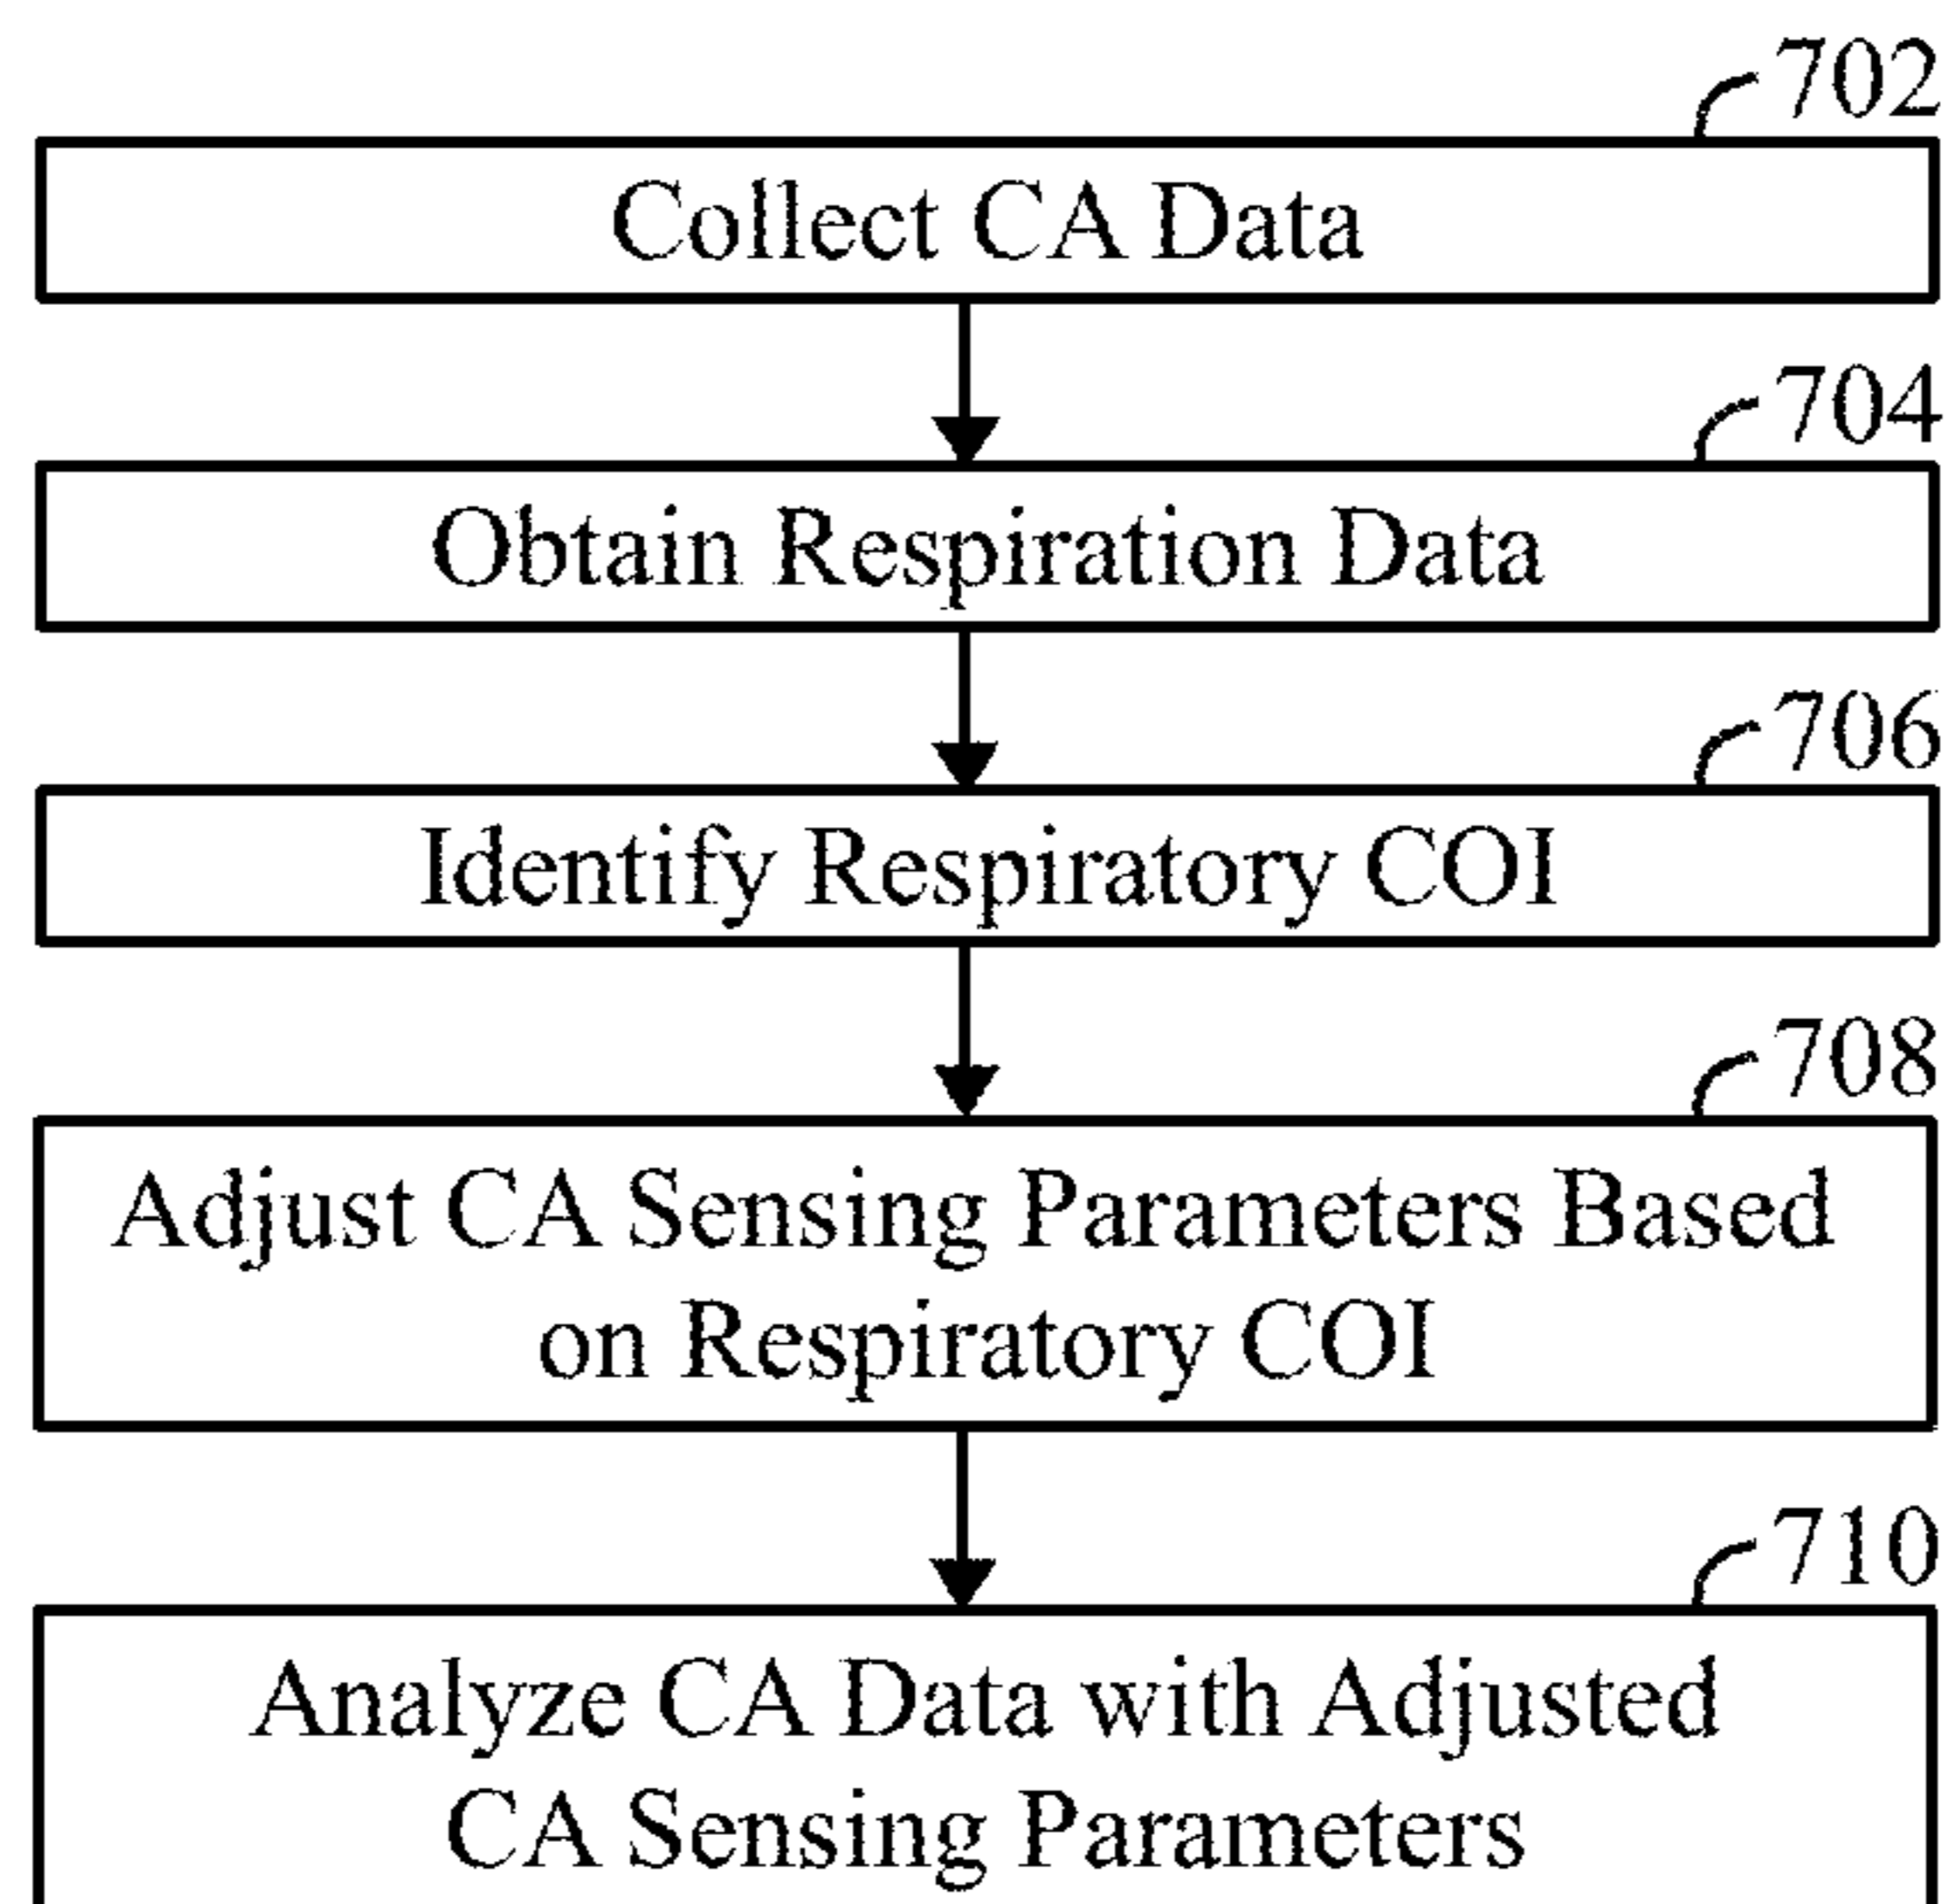 702
Collect CA Data
704
Obtain Respiration Data
706
Identify Respiratory COI
708
Adjust CA Sensing Parameters Based
on Respiratory COI
710
Analyze CA Data with Adjusted
CA Sensing Parameters